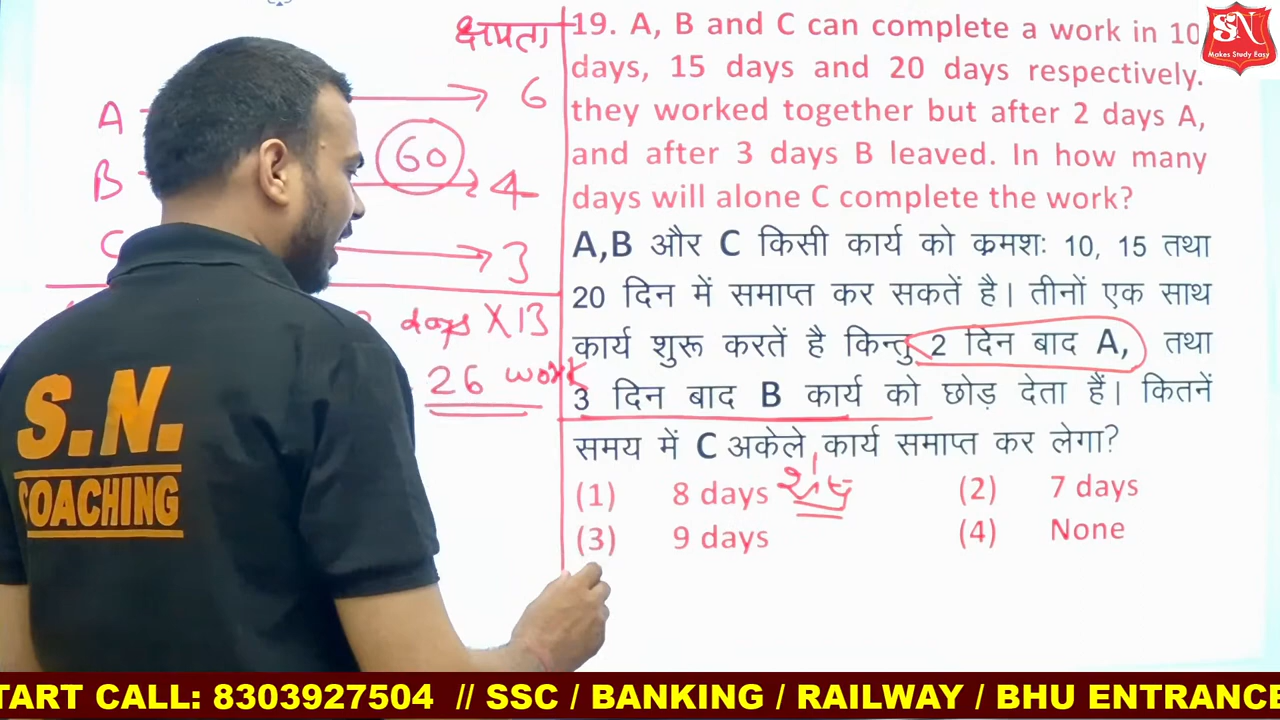 क्षमता
A
6
60
B
4
C
3
days X13
26 work
19. A, B and C can complete a work in 10
days, 15 days and 20 days respectively.
they worked together but after 2 days A,
and after 3 days B leaved. In how many
days will alone C complete the work?
A,B और C किसी कार्य को क्रमशः 10, 15 तथा
20 दिन में समाप्त कर सकतें है। तीनों एक साथ
कार्य शुरू करतें है किन्तु 2 दिन बाद A, तथा
3 दिन बाद B कार्य को छोड़ देता हैं। कितनें
समय में C अकेले कार्य समाप्त कर लेगा?
शेष
(1) 8 days (2) 7 days
(3) 9 days (4) None
SN
Makes Study Easy
S.N.
COACHING
TART CALL: 8303927504 // SSC / BANKING / RAILWAY / BHU ENTRANCE